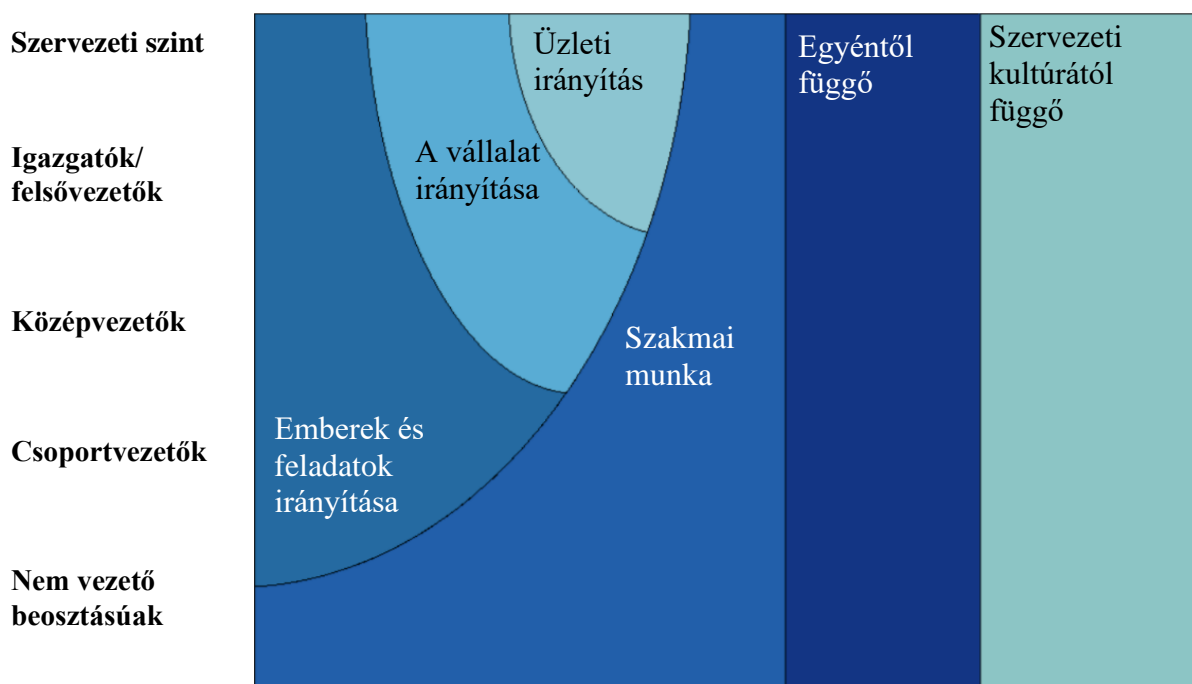 Szervezeti szint
Igazgatók/
felsővezetők
Középvezetők
Csoportvezetők
Nem vezető
beosztásúak
Üzleti
irányítás
A vállalat
irányítása
Emberek és
feladatok
irányítása
Szakmai
munka
Egyéntől
függő
Szervezeti
kultúrától
függő